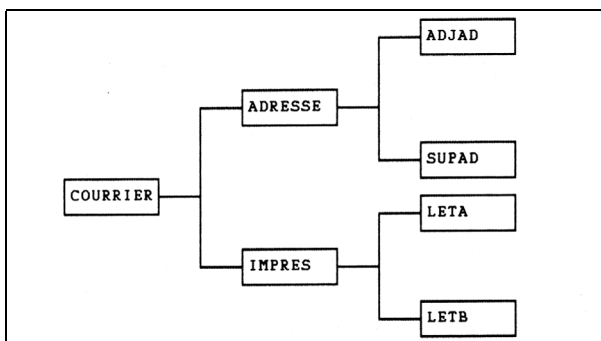 ADJAD
ADRESSE
SUPAD
COURRIER
LETA
IMPRES
LETB